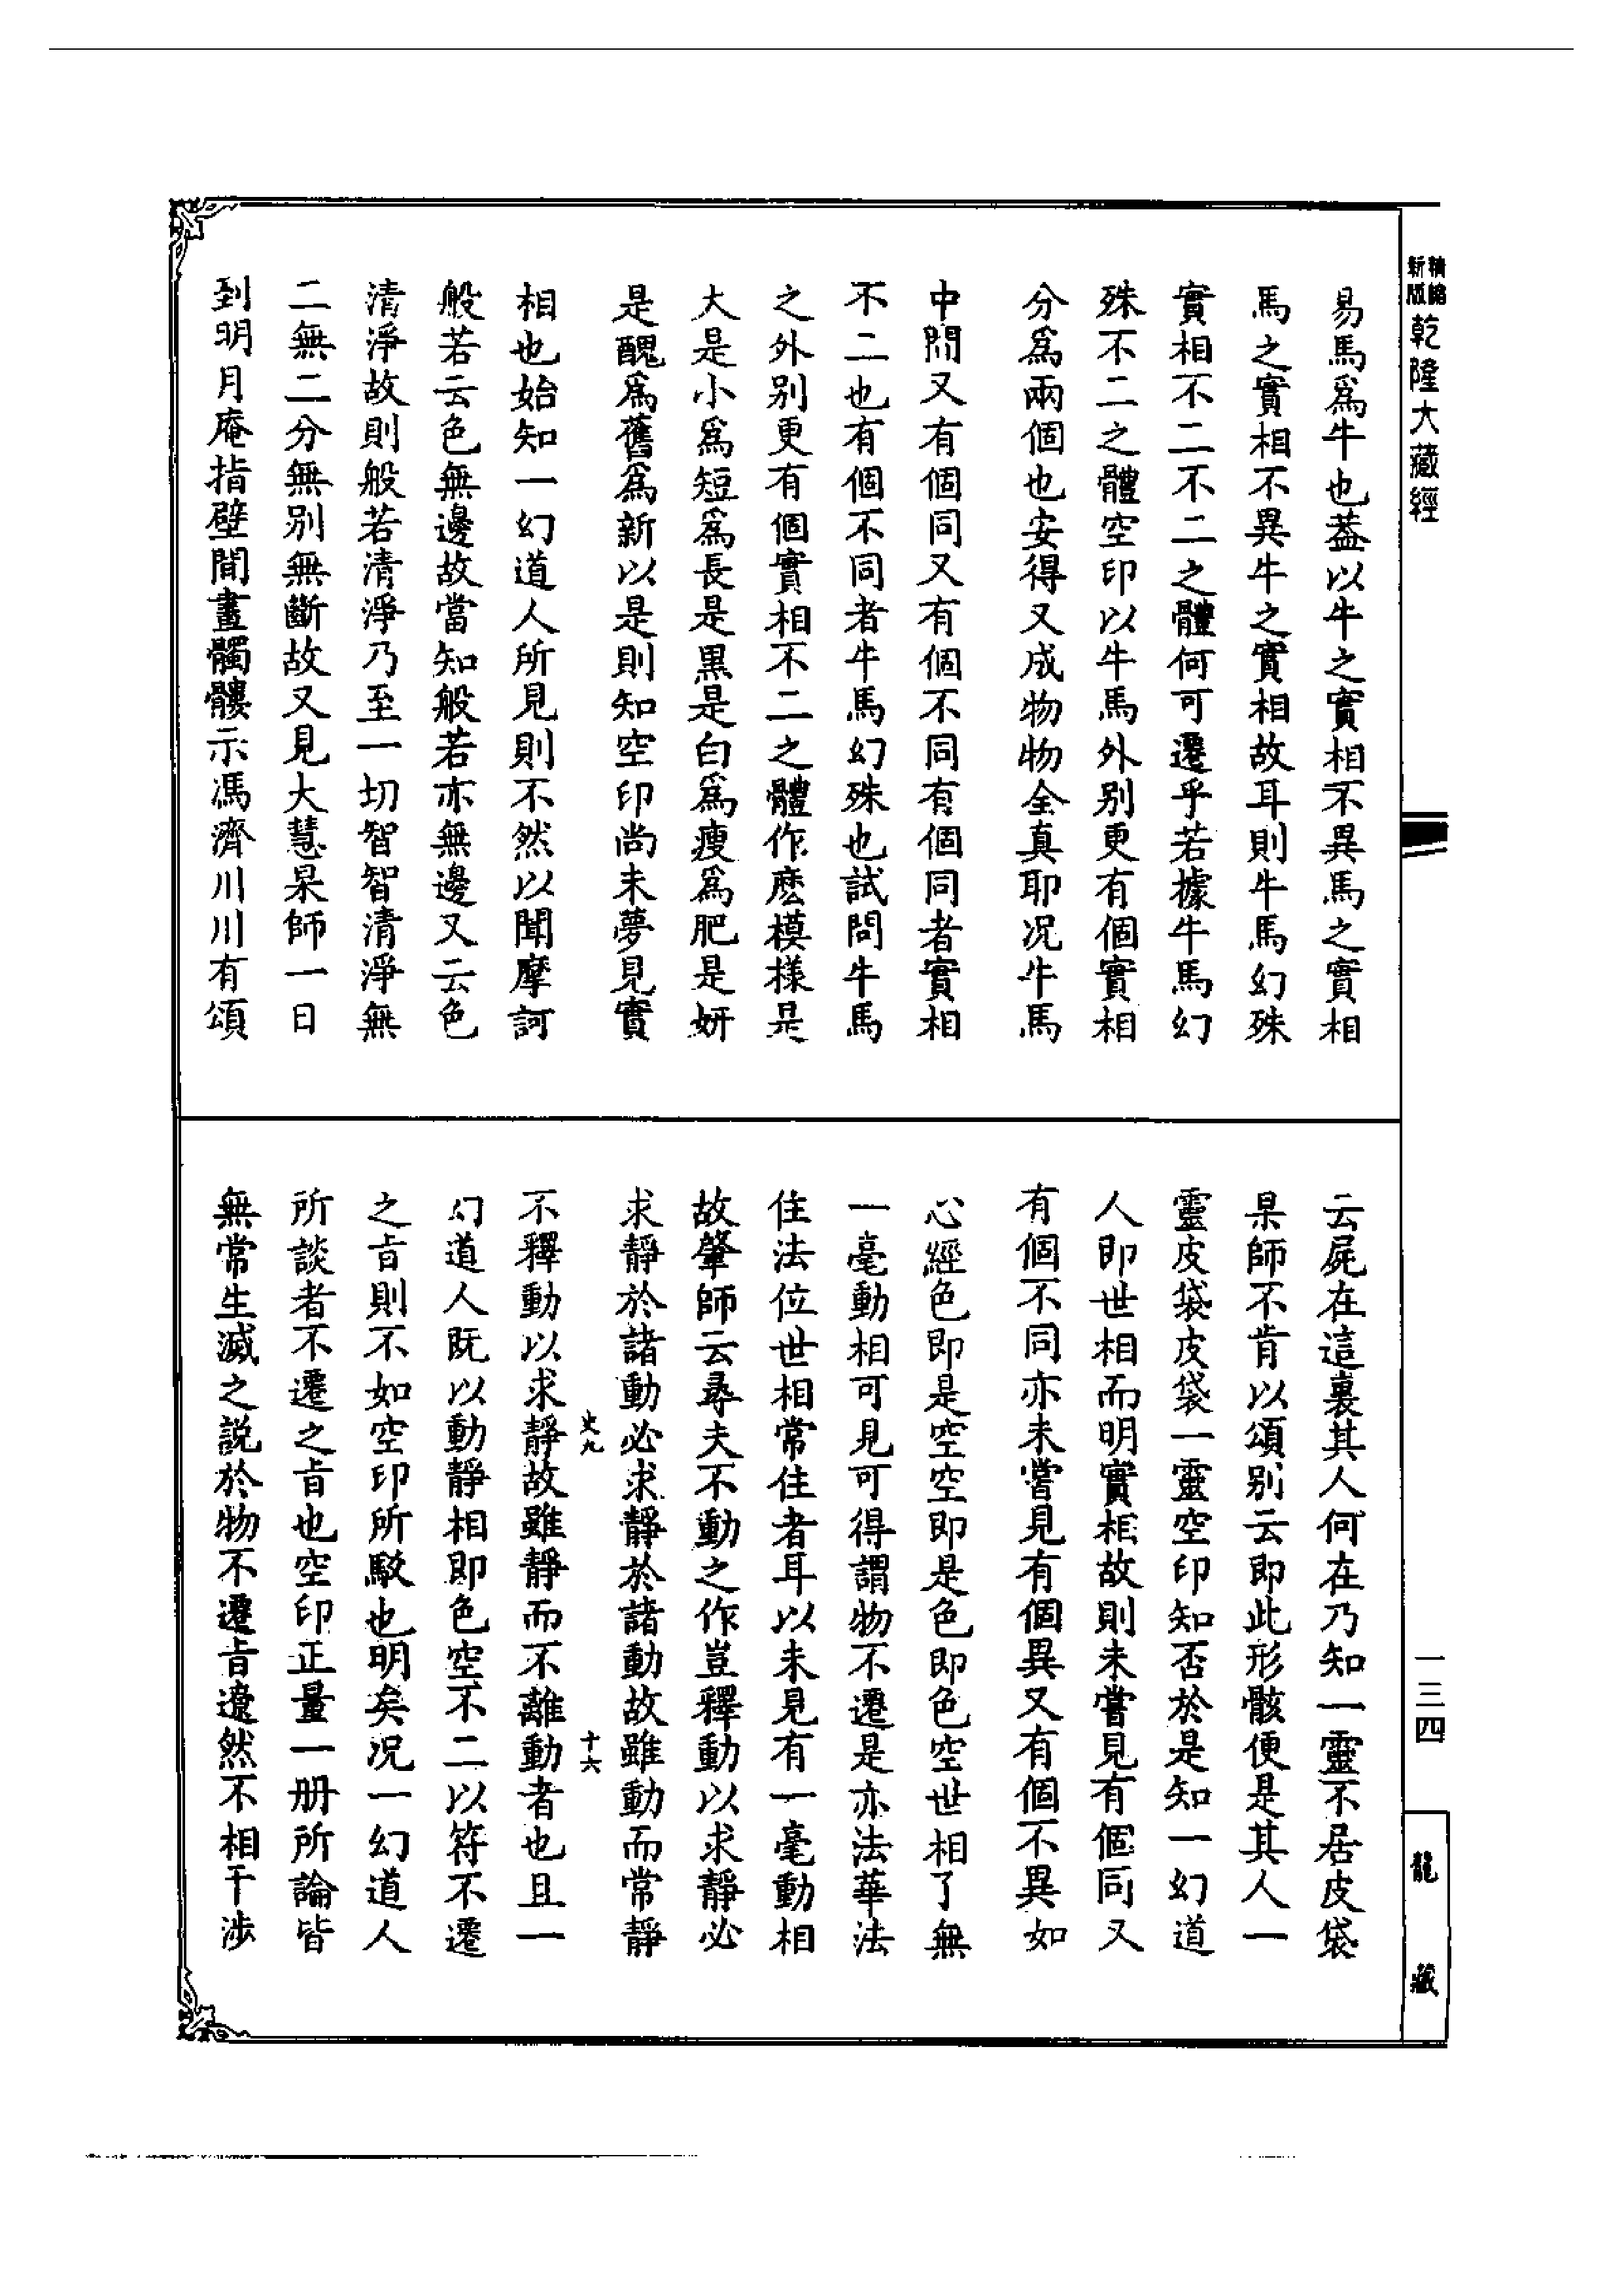 精縮新版乾隆大藏經
易馬爲牛也葢以牛之實相不異馬之實相
馬之實相不異牛之實相故耳則牛馬幻殊
實相不二不二之體何可遷乎若據牛馬幻
殊不二之體空印以牛馬外别更有個實相
分爲兩個也安得又成物物全真耶况牛馬
中間又有個同又有個不同有個同者實相
不二也有個不同者牛馬幻殊也試問牛馬
之外别更有個實相不二之體作麽模樣是
大是小爲短爲長是黒是白爲瘦爲肥是妍
是醜爲舊爲新以是則知空印尚未夢見實
相也始知一幻道人所見則不然以聞摩訶
般若云色無邊故當知般若亦無邊又云色
清淨故則般若清淨乃至一切智智清淨無
二無二分無别無斷故又見大慧杲師一日
到明月庵指壁間畫髑髏示馮濟川川有頌
云屍在這裏其人何在乃知一靈不居皮袋
杲師不肯以頌别云即此形骸便是其人一
靈皮袋皮袋一靈空印知否於是知一幻道
人即世相而明實相故則未嘗見有個同又
有個不同亦未嘗見有個異又有個不異如
心經色即是空空即是色即色空世相了無
一毫動相可見可得謂物不遷是亦法華法
住法位世相常住者耳以未見有一毫動相
故肇師云尋夫不動之作豈釋動以求靜必
求靜於諸動必求靜於諸動故雖動而常靜
史九
十六
不釋動以求靜故雖靜而不離動者也且一
幻道人既以動靜相即色空不二以符不遷
之㫖則不如空印所駁也明矣况一幻道人
所談者不遷之㫖也空印正量一册所論皆
無常生滅之説於物不遷㫖遼然不相干涉
一三四
龍藏